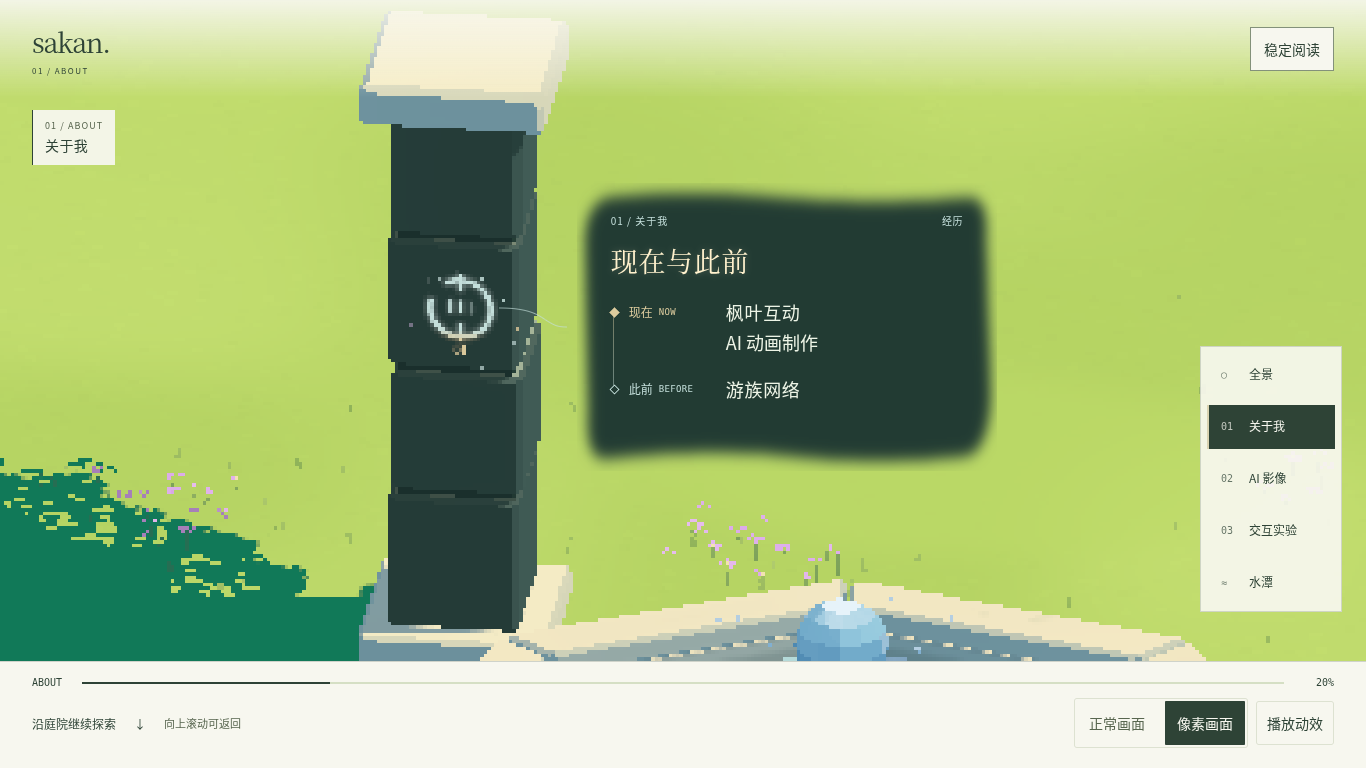 sakan.
01 / ABOUT
稳定阅读
01 / ABOUT
关于我
01 / 关于我
经历
现在与此前
现在 NOW
枫叶互动
AI 动画制作
此前 BEFORE
游族网络
全景
01 关于我
02 AI 影像
03 交互实验
≈ 水潭
ABOUT
20%
沿庭院继续探索 ↓ 向上滚动可返回
正常画面
像素画面
播放动效